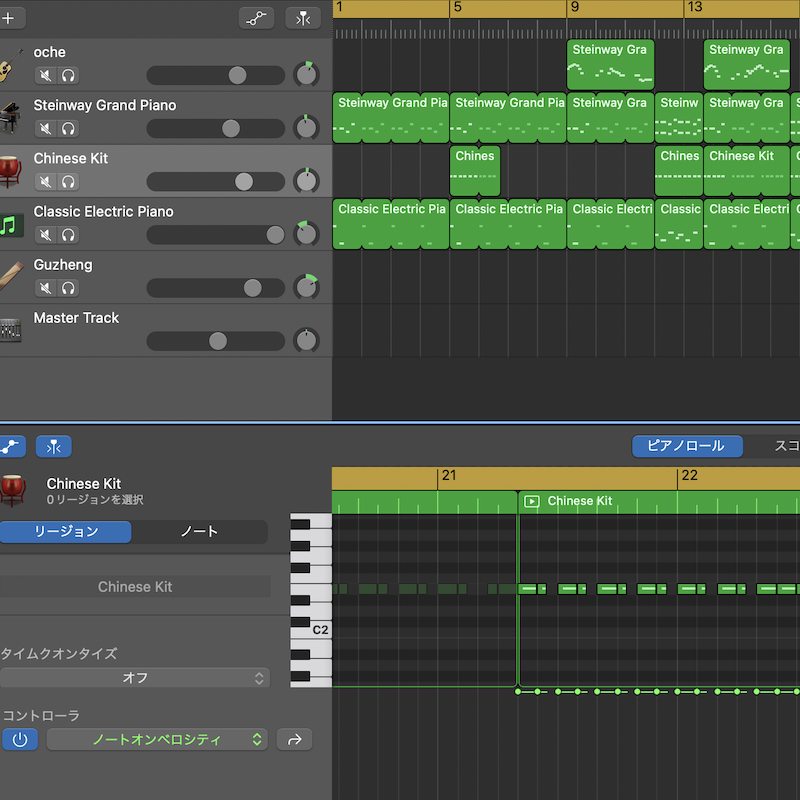 1 5 9 13
oche
Steinway Gra Steinway Gra
Steinway Grand Piano
Steinway Grand Pia Steinway Grand Pia Steinway Gra Steinw Steinway Gra S
Chinese Kit
Chines Chines Chinese Kit C
Classic Electric Piano
Classic Electric Pia Classic Electric Pia Classic Electri Classic Classic Electri C
Guzheng
Master Track
ピアノロール スコ
21 22
Chinese Kit
0リージョンを選択
Chinese Kit
リージョン ノート
Chinese Kit
C2
タイムクオンタイズ
オフ
コントローラ
ノートオンベロシティ